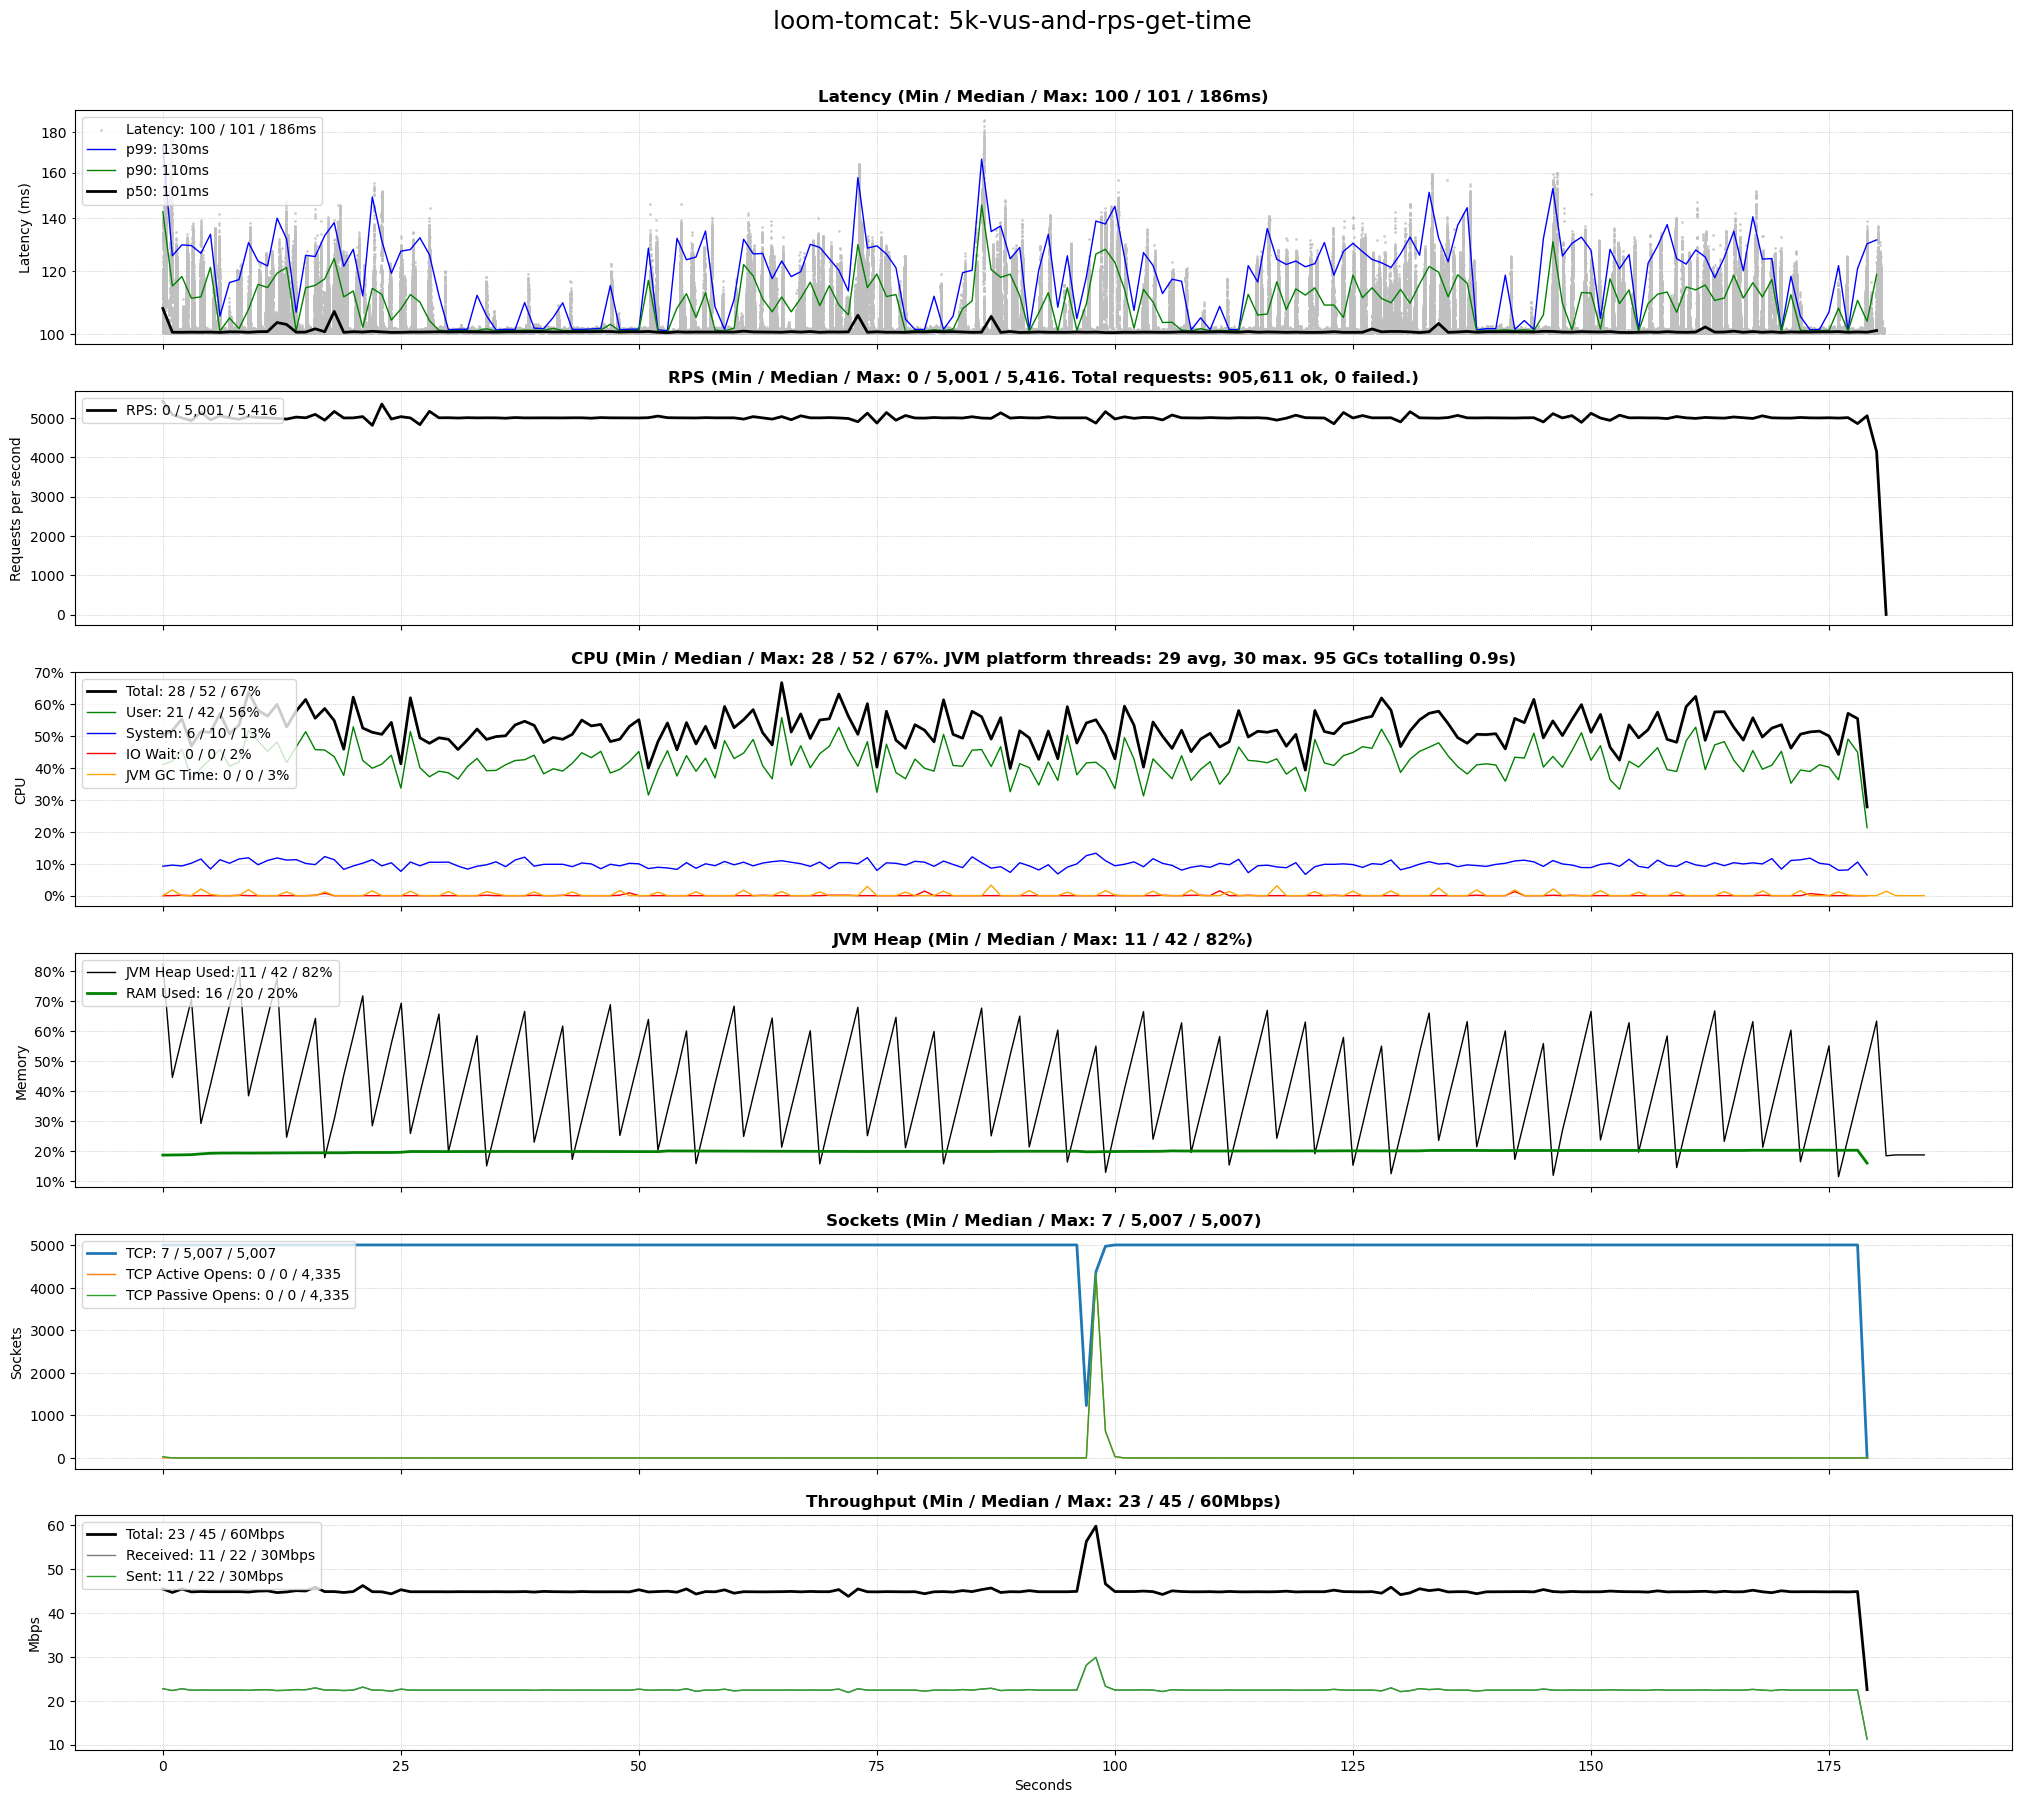 loom-tomcat: 5k-vus-and-rps-get-time
Latency (Min / Median / Max: 100 / 101 / 186ms)
Latency: 100 / 101 / 186ms
p99: 130ms
p90: 110ms
p50: 101ms
Latency (ms)
180
160
140
120
100
RPS (Min / Median / Max: 0 / 5,001 / 5,416. Total requests: 905,611 ok, 0 failed.)
RPS: 0 / 5,001 / 5,416
Requests per second
5000
4000
3000
2000
1000
0
CPU (Min / Median / Max: 28 / 52 / 67%. JVM platform threads: 29 avg, 30 max. 95 GCs totalling 0.9s)
Total: 28 / 52 / 67%
User: 21 / 42 / 56%
System: 6 / 10 / 13%
IO Wait: 0 / 0 / 2%
JVM GC Time: 0 / 0 / 3%
CPU
70%
60%
50%
40%
30%
20%
10%
0%
JVM Heap (Min / Median / Max: 11 / 42 / 82%)
JVM Heap Used: 11 / 42 / 82%
RAM Used: 16 / 20 / 20%
Memory
80%
70%
60%
50%
40%
30%
20%
10%
Sockets (Min / Median / Max: 7 / 5,007 / 5,007)
TCP: 7 / 5,007 / 5,007
TCP Active Opens: 0 / 0 / 4,335
TCP Passive Opens: 0 / 0 / 4,335
Sockets
5000
4000
3000
2000
1000
0
Throughput (Min / Median / Max: 23 / 45 / 60Mbps)
Total: 23 / 45 / 60Mbps
Received: 11 / 22 / 30Mbps
Sent: 11 / 22 / 30Mbps
Mbps
60
50
40
30
20
10
0 25 50 75 100 125 150 175
Seconds